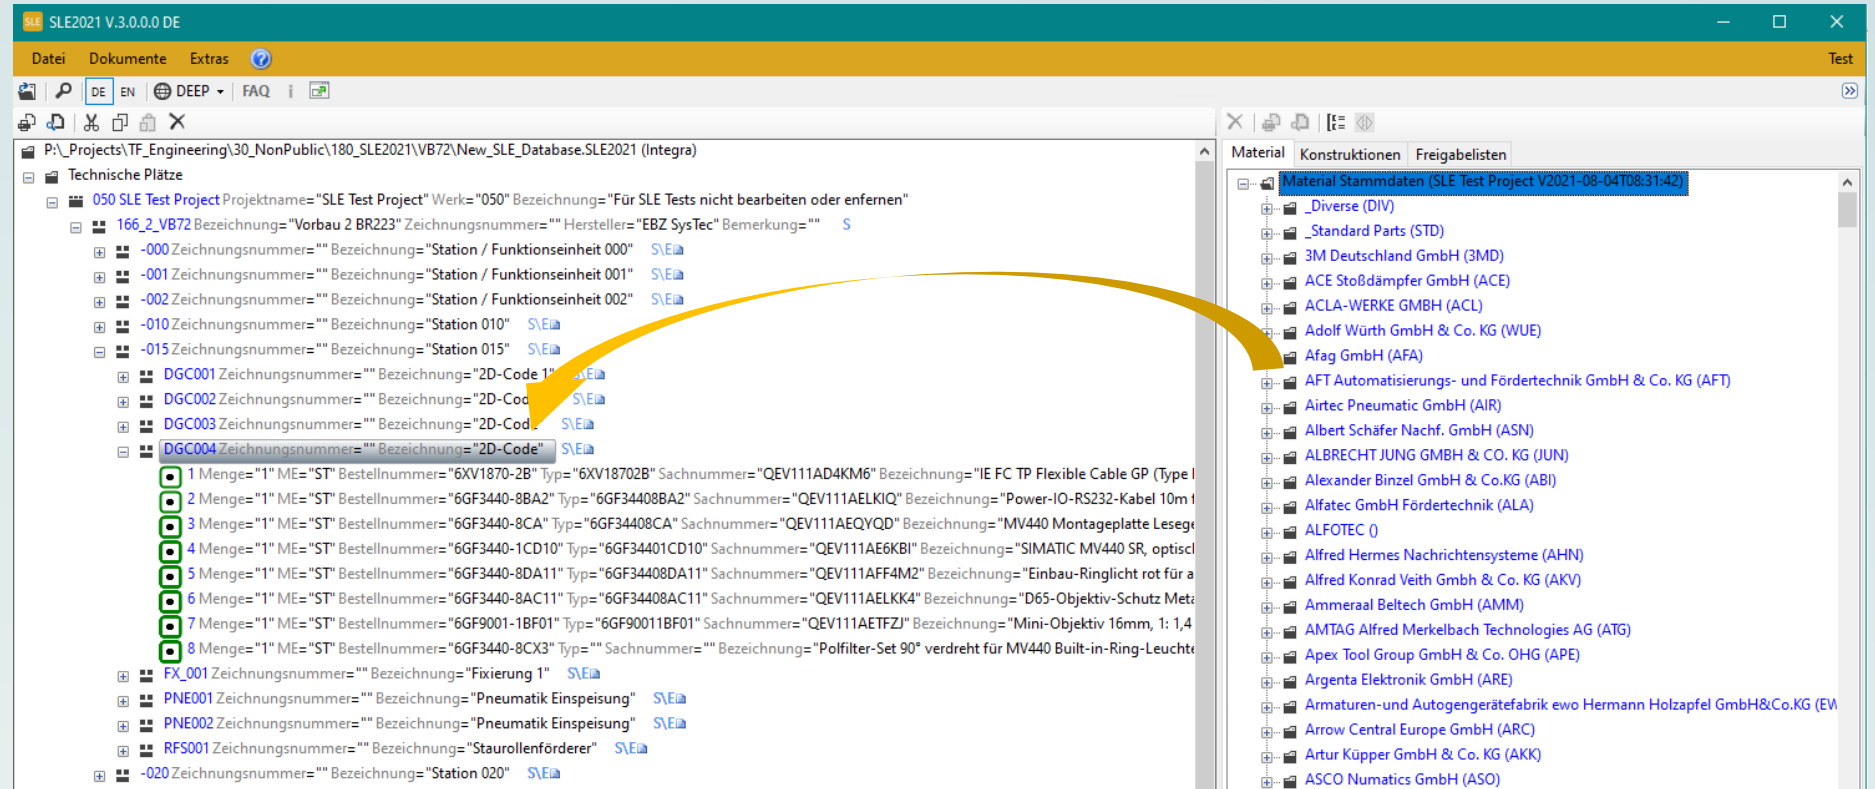 SLE SLE2021 V.3.0.0.0 DE
Datei Dokumente Extras ? Test
DE EN DEEP FAQ i
P:\_Projects\TF_Engineering\30_NonPublic\180_SLE2021\VB72\New_SLE_Database.SLE2021 (Integra)
Technische Plätze
050 SLE Test Project Projektname="SLE Test Project" Werk="050" Bezeichnung="Für SLE Tests nicht bearbeiten oder enfernen"
166_2_VB72 Bezeichnung="Vorbau 2 BR223" Zeichnungsnummer="" Hersteller="EBZ SysTec" Bemerkung="" S
-000 Zeichnungsnummer="" Bezeichnung="Station / Funktionseinheit 000" S\E
-001 Zeichnungsnummer="" Bezeichnung="Station / Funktionseinheit 001" S\E
-002 Zeichnungsnummer="" Bezeichnung="Station / Funktionseinheit 002" S\E
-010 Zeichnungsnummer="" Bezeichnung="Station 010" S\E
-015 Zeichnungsnummer="" Bezeichnung="Station 015" S\E
DGC001 Zeichnungsnummer="" Bezeichnung="2D-Code 1" S\E
DGC002 Zeichnungsnummer="" Bezeichnung="2D-Cod S\E
DGC003 Zeichnungsnummer="" Bezeichnung="2D-Code S\E
DGC004 Zeichnungsnummer="" Bezeichnung="2D-Code" S\E
1 Menge="1" ME="ST" Bestellnummer="6XV1870-2B" Typ="6XV18702B" Sachnummer="QEV111AD4KM6" Bezeichnung="IE FC TP Flexible Cable GP (Type
2 Menge="1" ME="ST" Bestellnummer="6GF3440-8BA2" Typ="6GF34408BA2" Sachnummer="QEV111AELKIQ" Bezeichnung="Power-IO-RS232-Kabel 10m
3 Menge="1" ME="ST" Bestellnummer="6GF3440-8CA" Typ="6GF34408CA" Sachnummer="QEV111AEQYQD" Bezeichnung="MV440 Montageplatte Lesege
4 Menge="1" ME="ST" Bestellnummer="6GF3440-1CD10" Typ="6GF34401CD10" Sachnummer="QEV111AE6KBI" Bezeichnung="SIMATIC MV440 SR, optisc
5 Menge="1" ME="ST" Bestellnummer="6GF3440-8DA11" Typ="6GF34408DA11" Sachnummer="QEV111AFF4M2" Bezeichnung="Einbau-Ringlicht rot für a
6 Menge="1" ME="ST" Bestellnummer="6GF3440-8AC11" Typ="6GF34408AC11" Sachnummer="QEV111AELKK4" Bezeichnung="D65-Objektiv-Schutz Meta
7 Menge="1" ME="ST" Bestellnummer="6GF9001-1BF01" Typ="6GF90011BF01" Sachnummer="QEV111AETFZJ" Bezeichnung="Mini-Objektiv 16mm, 1: 1,4
8 Menge="1" ME="ST" Bestellnummer="6GF3440-8CX3" Typ="" Sachnummer="" Bezeichnung="Polfilter-Set 90° verdreht für MV440 Built-in-Ring-Leuchte
FX_001 Zeichnungsnummer="" Bezeichnung="Fixierung 1" S\E
PNE001 Zeichnungsnummer="" Bezeichnung="Pneumatik Einspeisung" S\E
PNE002 Zeichnungsnummer="" Bezeichnung="Pneumatik Einspeisung" S\E
RFS001 Zeichnungsnummer="" Bezeichnung="Staurollenförderer" S\E
-020 Zeichnungsnummer="" Bezeichnung="Station 020" S\E
Material Konstruktionen Freigabelisten
Material Stammdaten (SLE Test Project V2021-08-04T08:31:42)
_Diverse (DIV)
_Standard Parts (STD)
3M Deutschland GmbH (3MD)
ACE Stoßdämpfer GmbH (ACE)
ACLA-WERKE GMBH (ACL)
Adolf Würth GmbH & Co. KG (WUE)
Afag GmbH (AFA)
AFT Automatisierungs- und Fördertechnik GmbH & Co. KG (AFT)
Airtec Pneumatic GmbH (AIR)
Albert Schäfer Nachf. GmbH (ASN)
ALBRECHT JUNG GMBH & CO. KG (JUN)
Alexander Binzel GmbH & Co.KG (ABI)
Alfatec GmbH Fördertechnik (ALA)
ALFOTEC ()
Alfred Hermes Nachrichtensysteme (AHN)
Alfred Konrad Veith Gmbh & Co. KG (AKV)
Ammeraal Beltech GmbH (AMM)
AMTAG Alfred Merkelbach Technologies AG (ATG)
Apex Tool Group GmbH & Co. OHG (APE)
Argenta Elektronik GmbH (ARE)
Armaturen-und Autogengerätefabrik ewo Hermann Holzapfel GmbH&Co.KG (EW
Arrow Central Europe GmbH (ARC)
Artur Küpper GmbH & Co. KG (AKK)
ASCO Numatics GmbH (ASO)